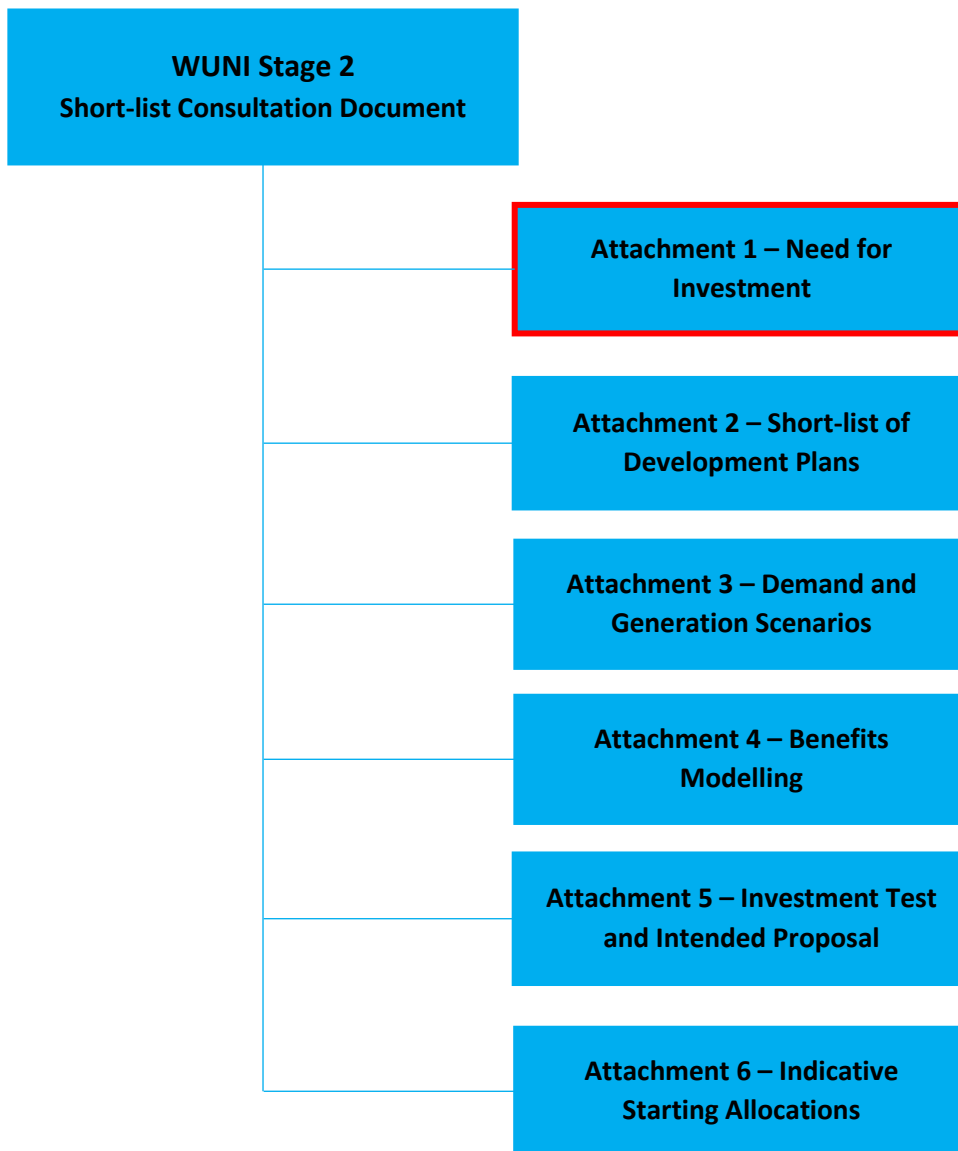 WUNI Stage 2
Short-list Consultation Document
Attachment 1 – Need for
Investment
Attachment 2 – Short-list of
Development Plans
Attachment 3 – Demand and
Generation Scenarios
Attachment 4 – Benefits
Modelling
Attachment 5 – Investment Test
and Intended Proposal
Attachment 6 – Indicative
Starting Allocations